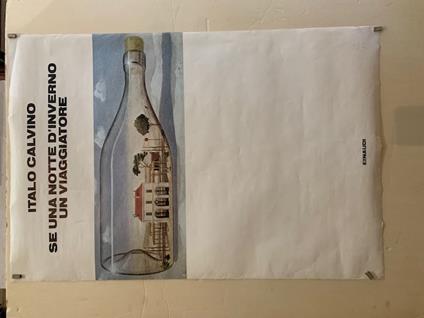 ITALO CALVINO
SE UNA NOTTE D'INVERNO
UN VIAGGIATORE
EINAUDI